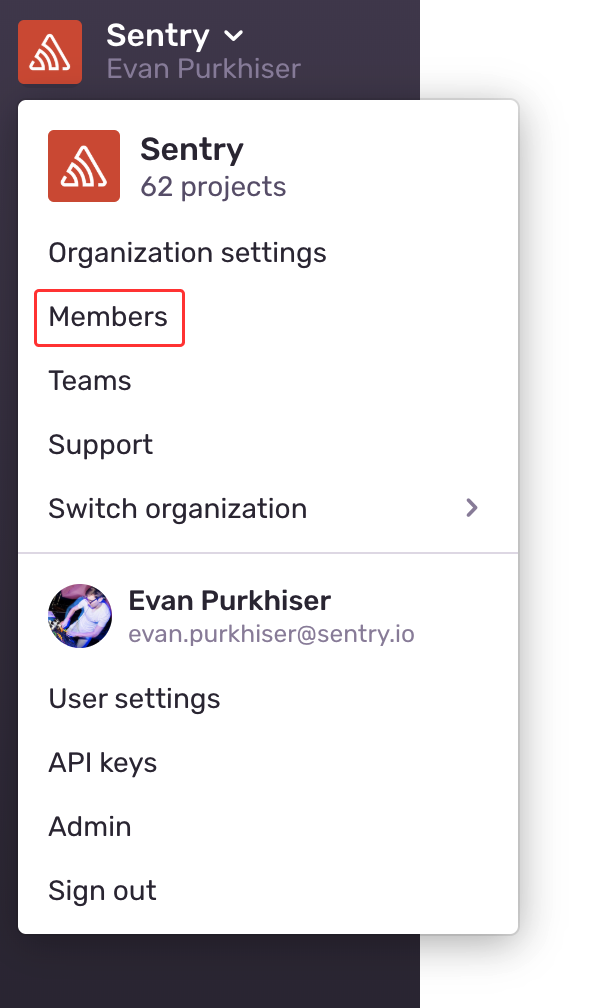 Sentry
Evan Purkhiser
Sentry
62 projects
Organization settings
Members
Teams
Support
Switch organization
Evan Purkhiser
evan.purkhiser@sentry.io
User settings
API keys
Admin
Sign out